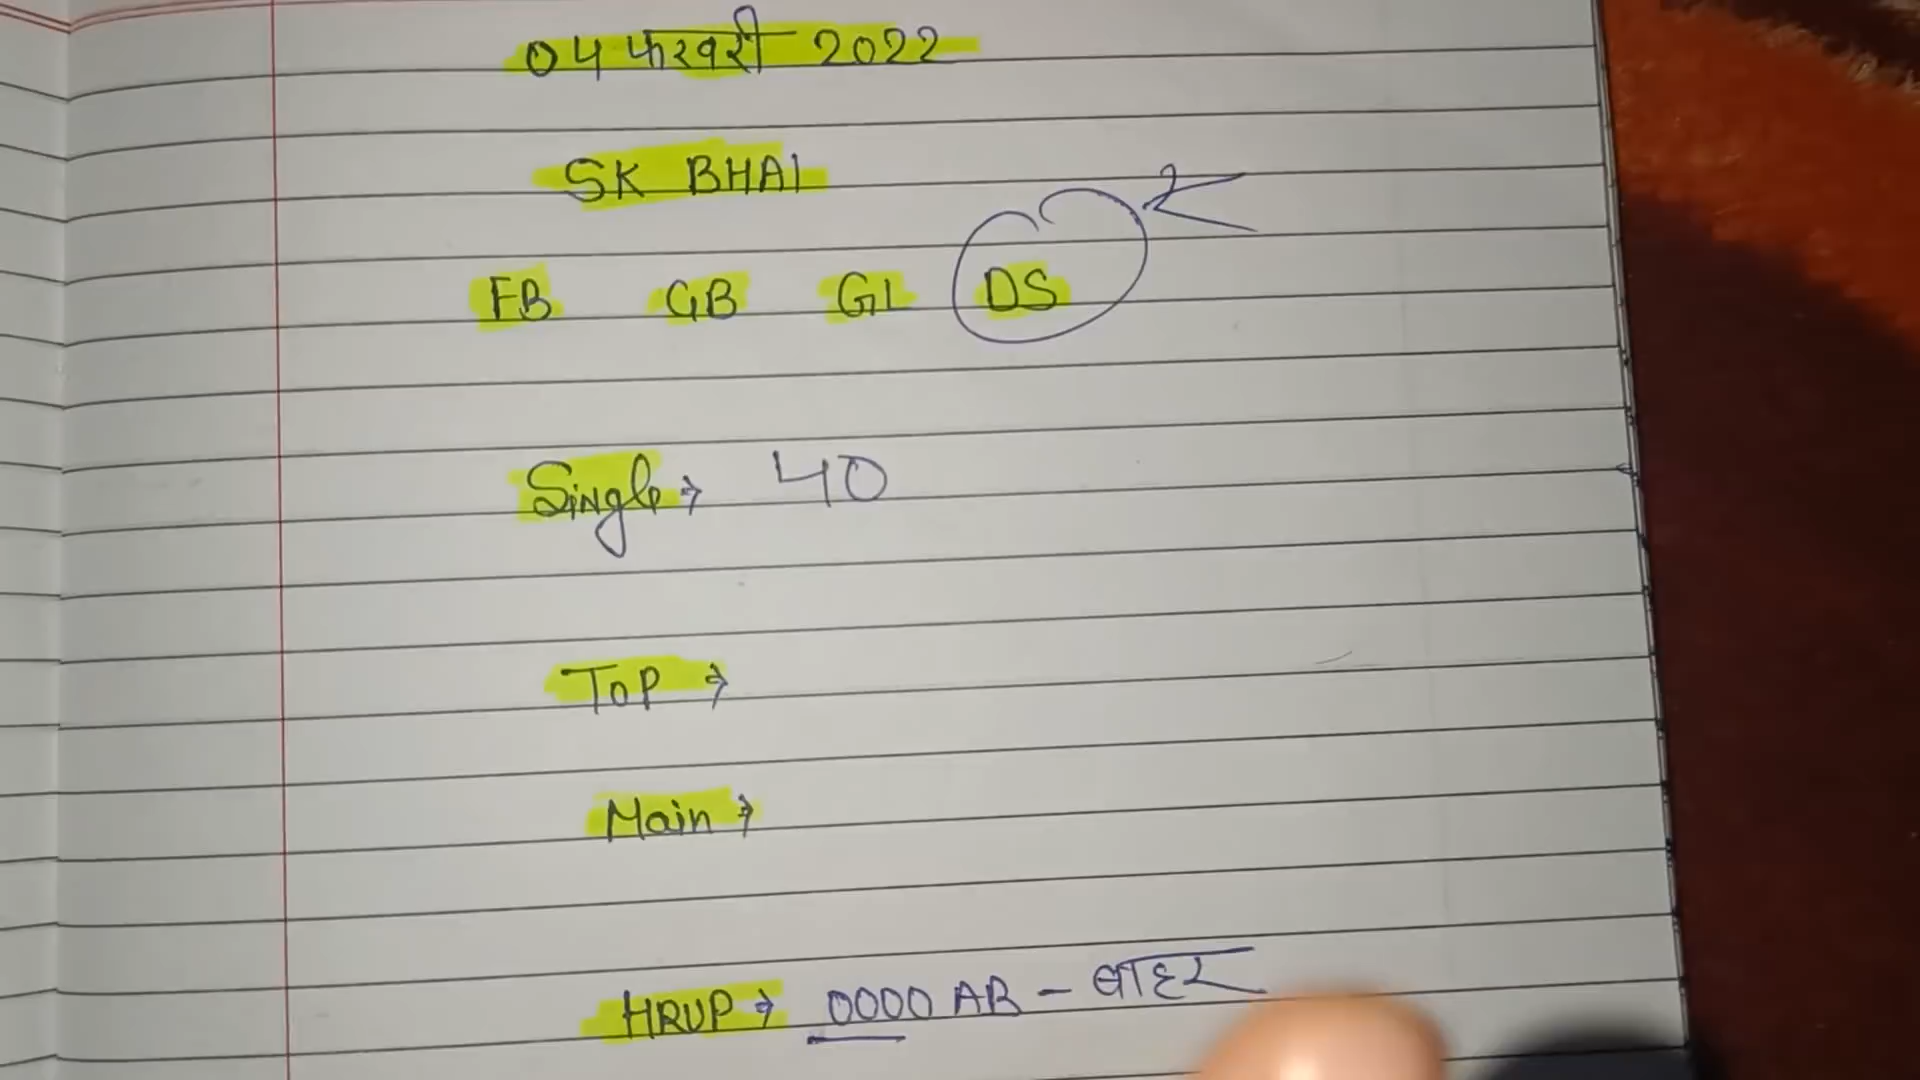 04 फरवरी 2022
SK BHAI
FB GB GL DS
Single → 40
TOP →
Main →
HRUP → 0000 AB - बाहर